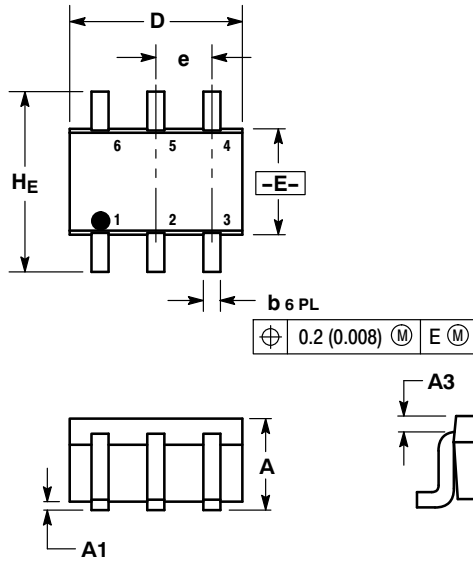 D
e
6 5 4
HE
-E-
1 2 3
b 6 PL
⌖ 0.2 (0.008) Ⓜ E Ⓜ
A3
A
A1